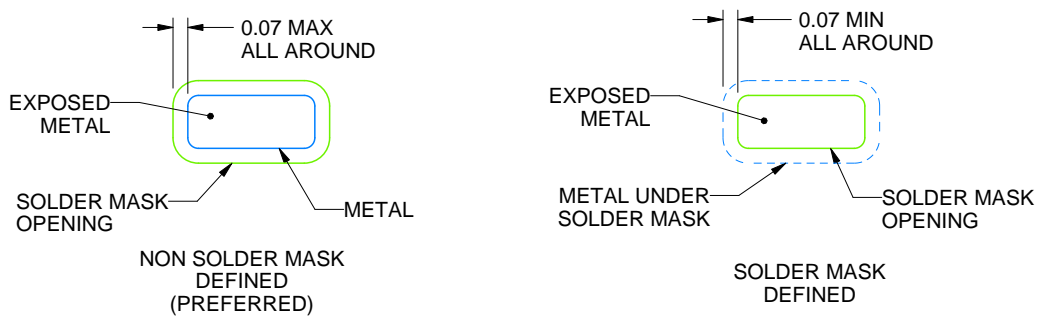 0.07 MAX
ALL AROUND
EXPOSED
METAL
SOLDER MASK
OPENING
METAL
NON SOLDER MASK
DEFINED
(PREFERRED)
0.07 MIN
ALL AROUND
EXPOSED
METAL
METAL UNDER
SOLDER MASK
SOLDER MASK
OPENING
SOLDER MASK
DEFINED